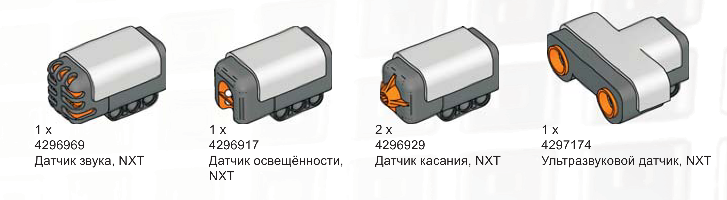 1 x
4296969
Датчик звука, NXT
1 x
4296917
Датчик освещённости,
NXT
2 x
4296929
Датчик касания, NXT
1 x
4297174
Ультразвуковой датчик, NXT